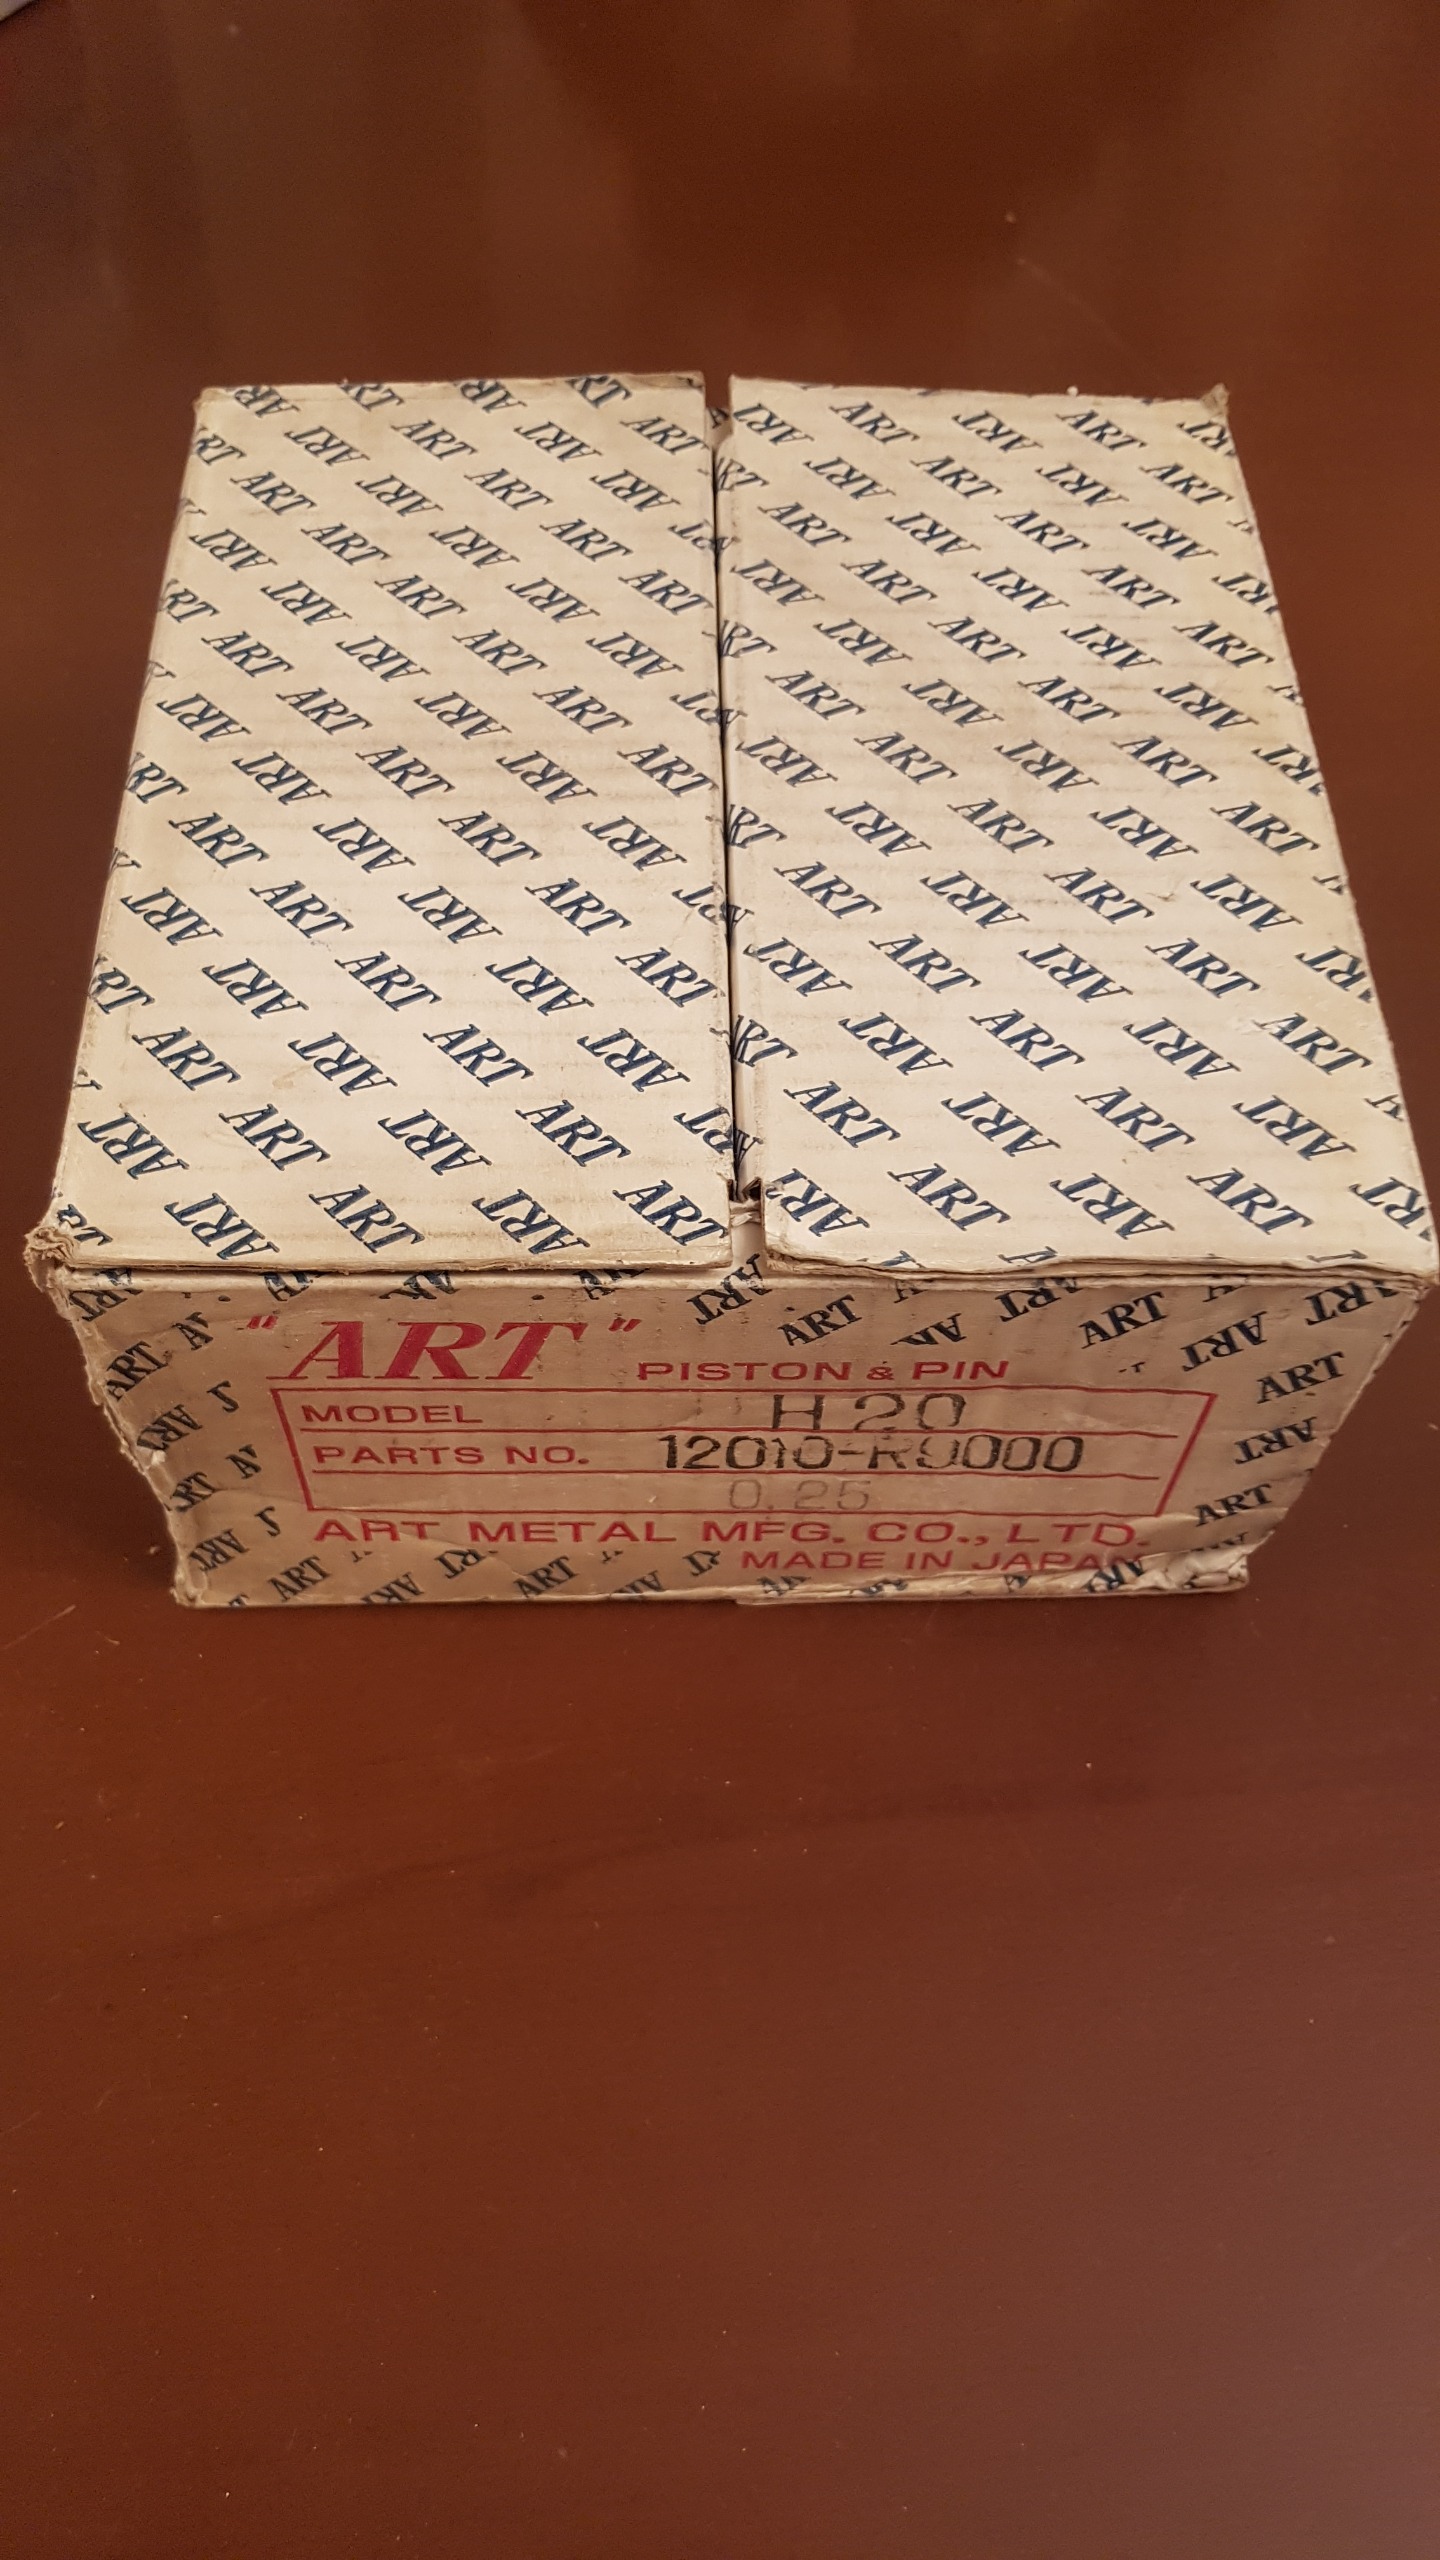 "ART" PISTON & PIN
MODEL H20
PARTS NO. 12010-R9000
0.25
ART METAL MFG. CO., LTD.
MADE IN JAPAN